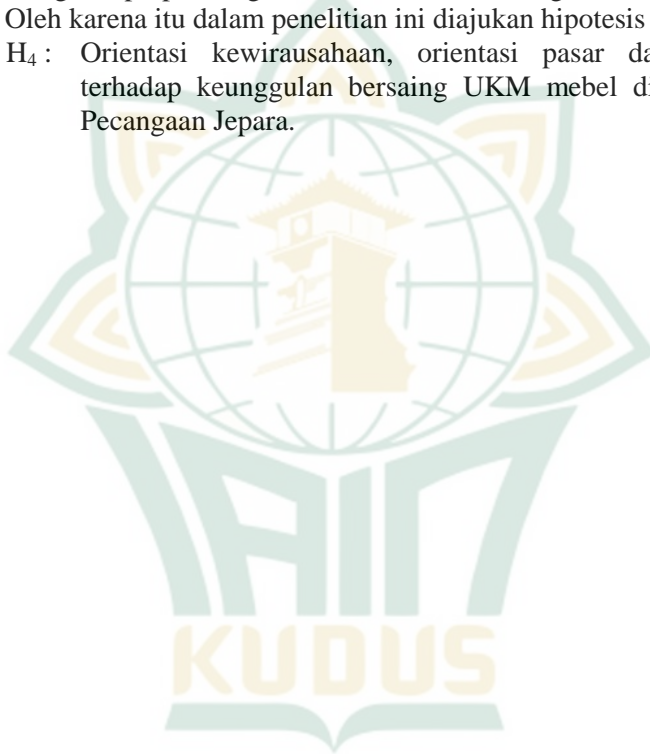 Oleh karena itu dalam penelitian ini diajukan hipotesis
H₄ : Orientasi kewirausahaan, orientasi pasar
terhadap keunggulan bersaing UKM mebel
Pecangaan Jepara.
IAIN
KUDUS